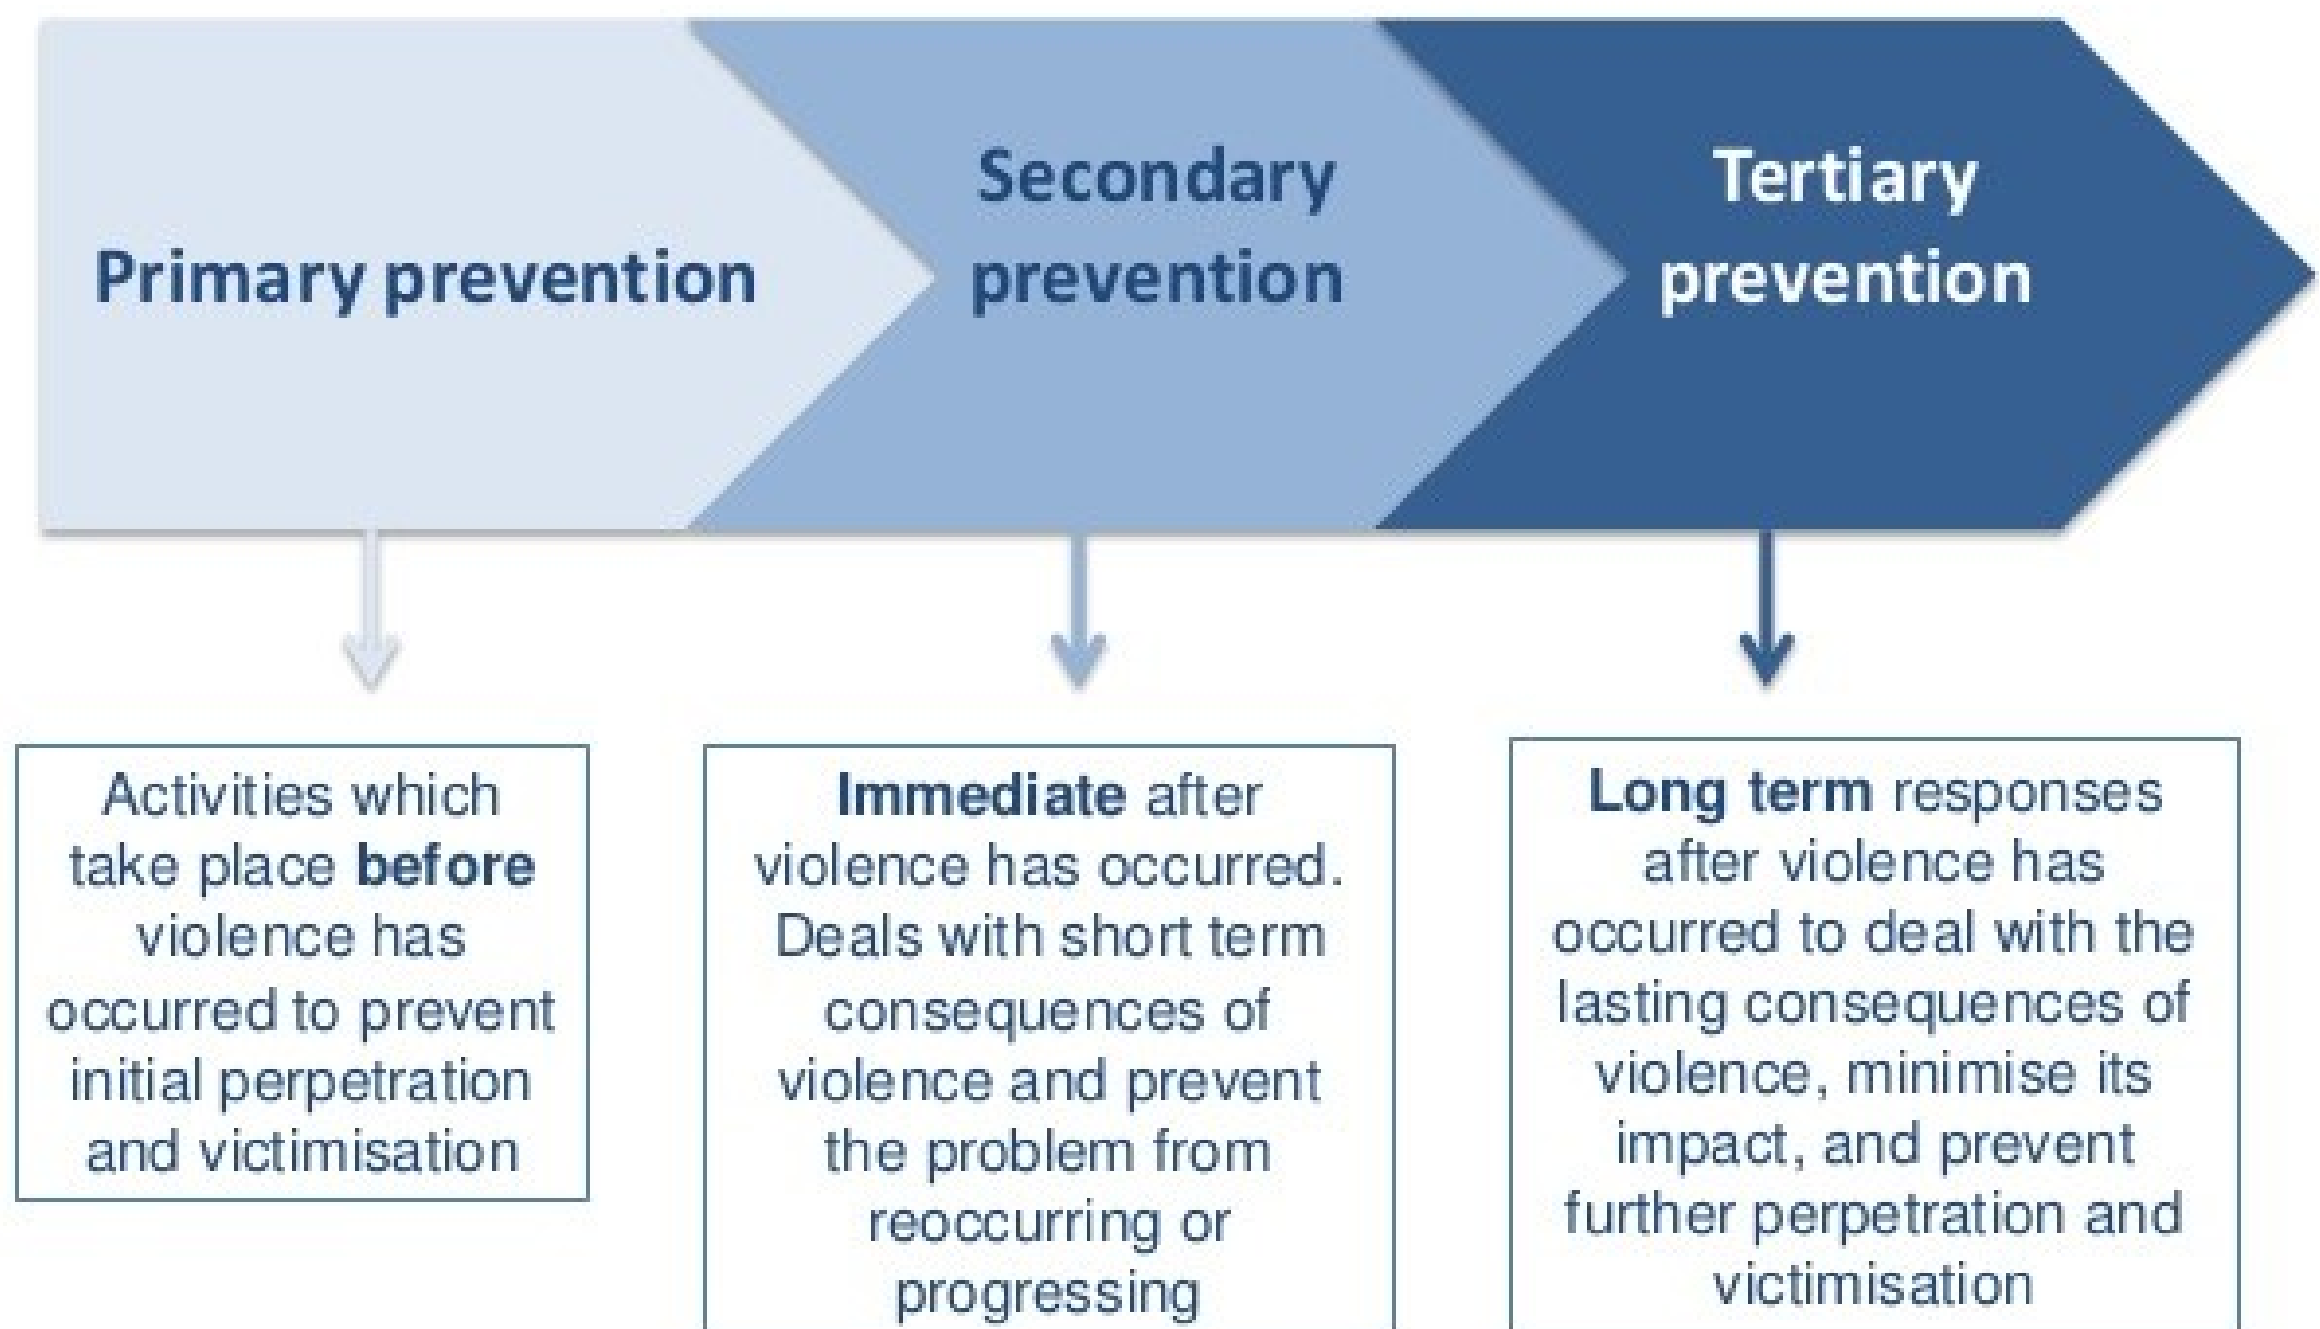 Primary prevention
Secondary
prevention
Tertiary
prevention
Activities which
take place before
violence has
occurred to prevent
initial perpetration
and victimisation
Immediate after
violence has occurred.
Deals with short term
consequences of
violence and prevent
the problem from
reoccurring or
progressing
Long term responses
after violence has
occurred to deal with the
lasting consequences of
violence, minimise its
impact, and prevent
further perpetration and
victimisation